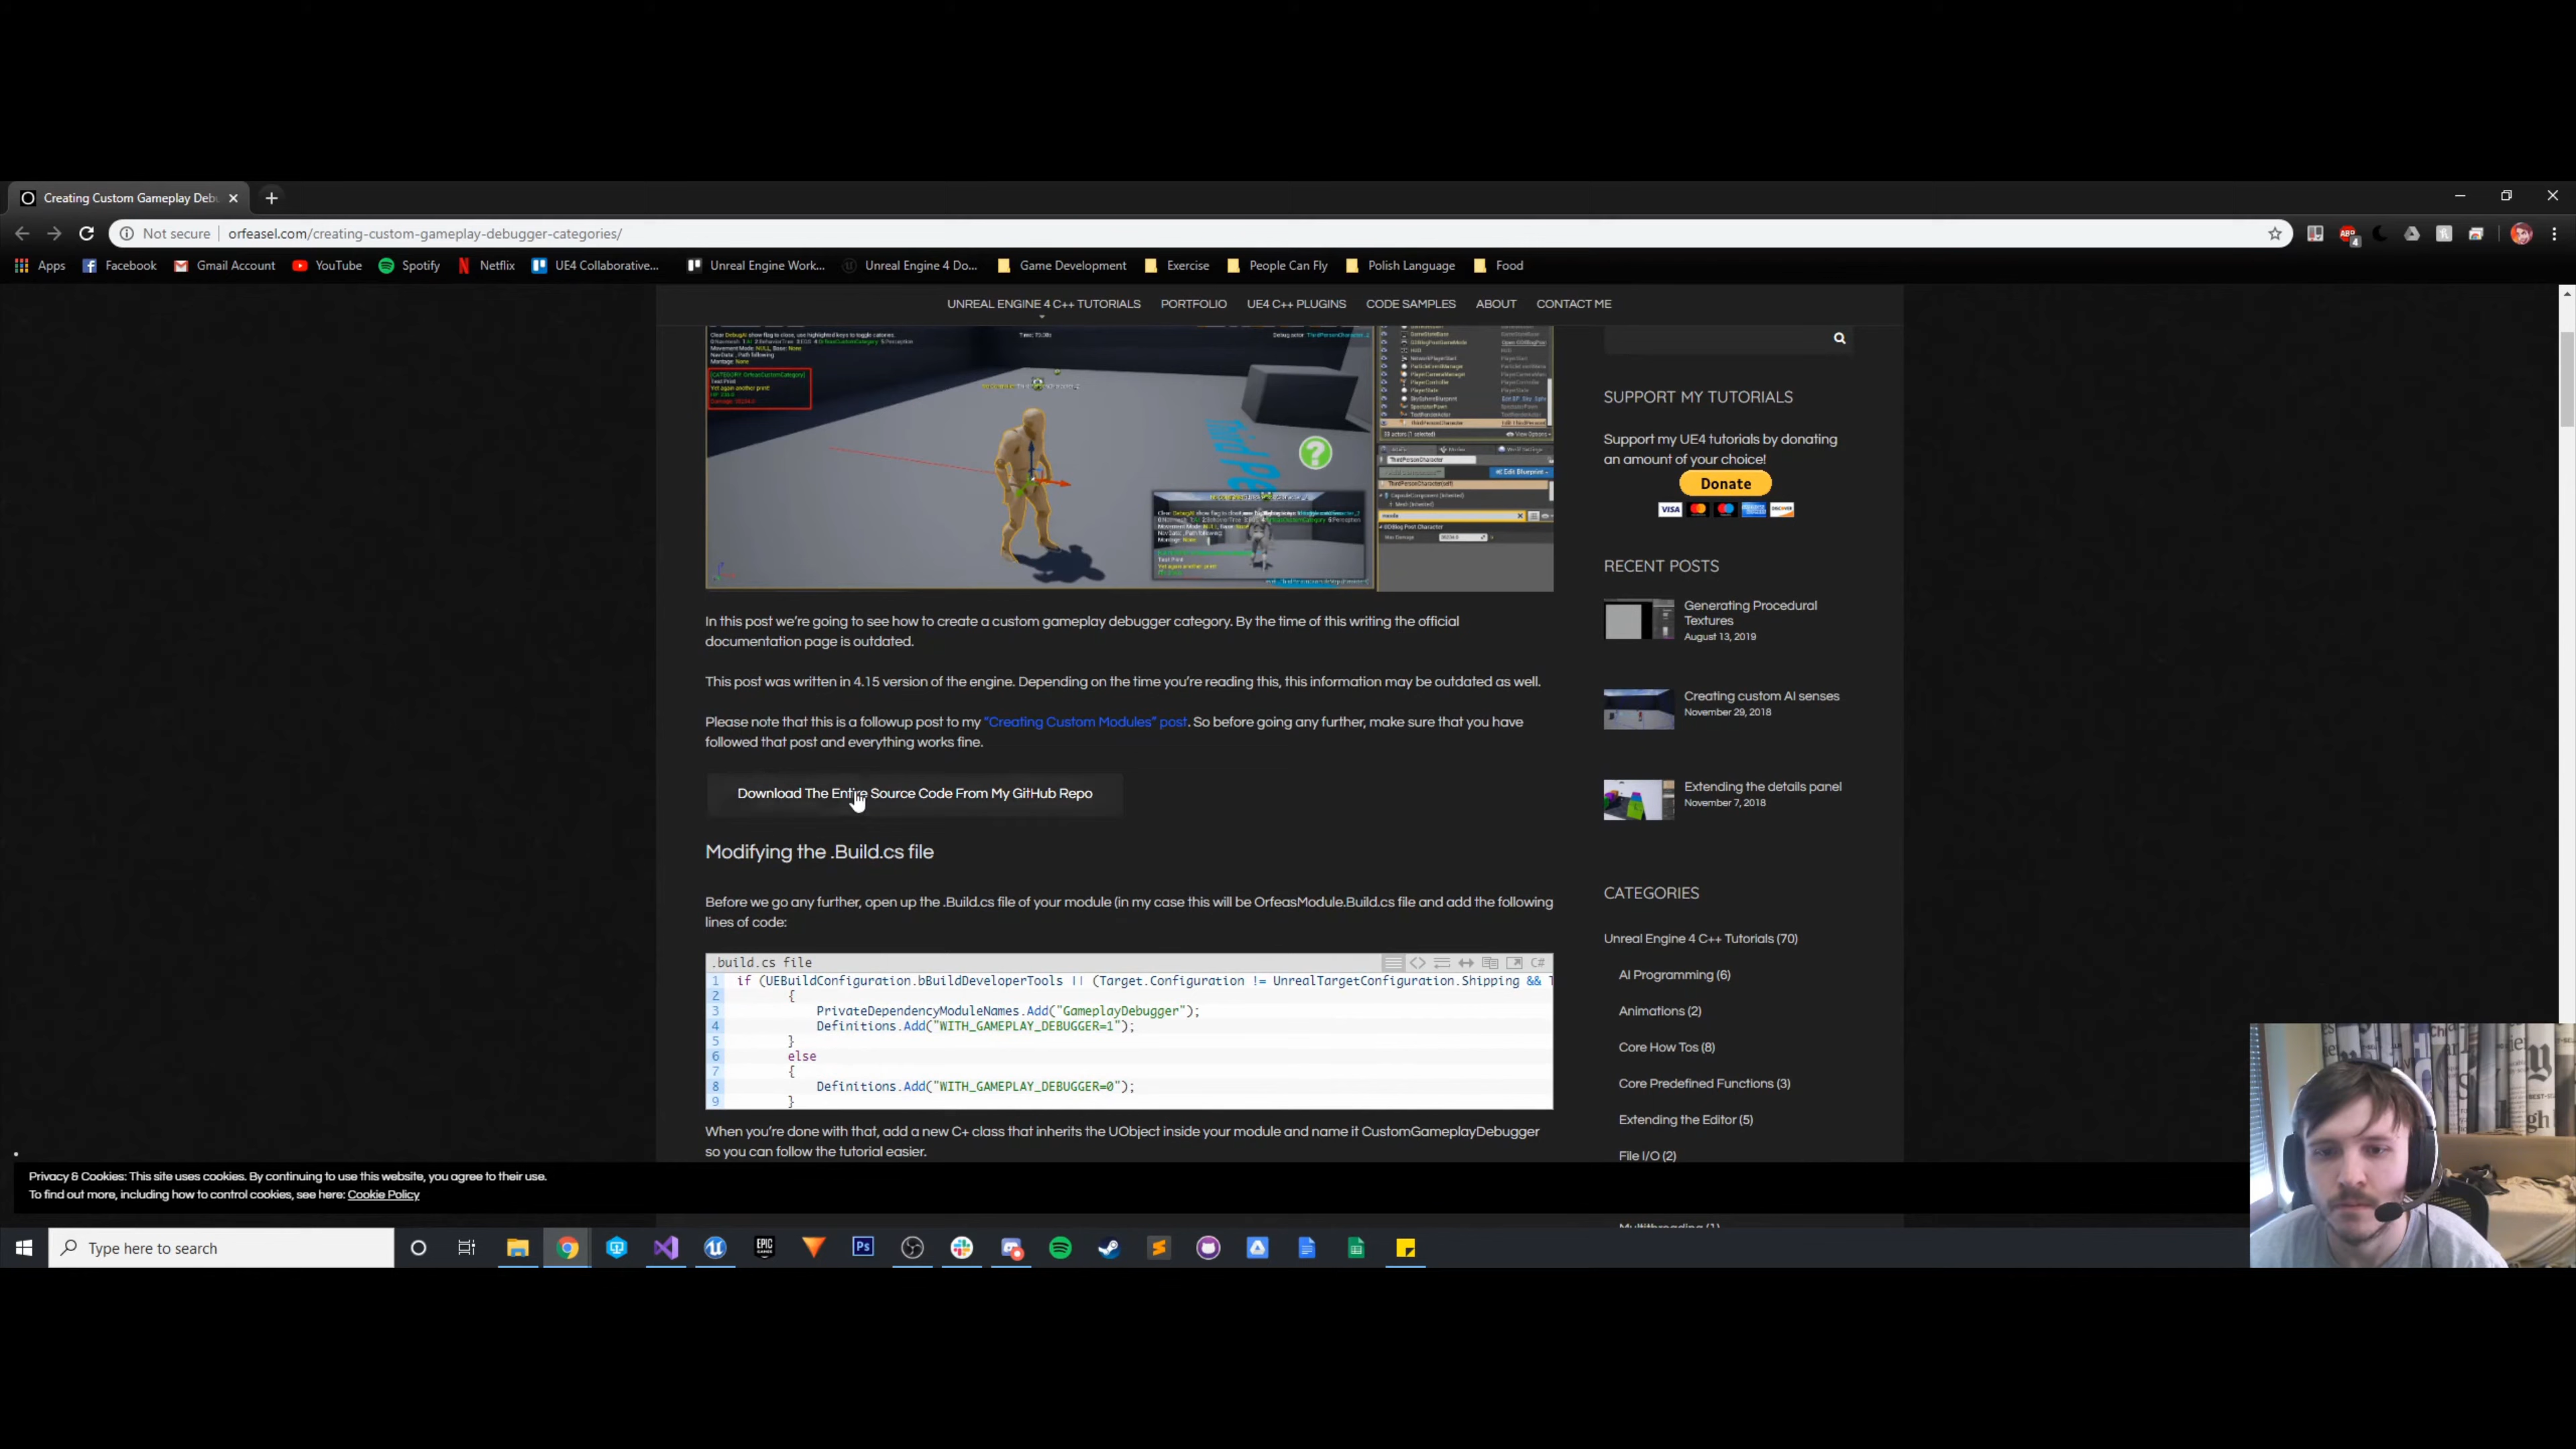 Creating Custom Gameplay Deb
Not secure
orfeasel.com/creating-custom-gameplay-debugger-categories/
4
Apps
Facebook
Gmail Account
YouTube
Spotify
Netflix
UE4 Collaborative...
Unreal Engine Work...
Unreal Engine 4 Do...
Game Development
Exercise
People Can Fly
Polish Language
Food
UNREAL ENGINE 4 C++ TUTORIALS
PORTFOLIO
UE4 C++ PLUGINS
CODE SAMPLES
ABOUT
CONTACT ME
In this post we're going to see how to create a custom gameplay debugger category. By the time of this writing the official
documentation page is outdated.
This post was written in 4.15 version of the engine. Depending on the time you're reading this, this information may be outdated as well.
Please note that this is a followup post to my "Creating Custom Modules" post. So before going any further, make sure that you have
followed that post and everything works fine.
Download The Entire Source Code From My GitHub Repo
Modifying the .Build.cs file
Before we go any further, open up the .Build.cs file of your module (in my case this will be OrfeasModule.Build.cs file and add the following
lines of code:
.build.cs file
C#
1 if (UEBuildConfiguration.bBuildDeveloperTools || (Target.Configuration != UnrealTargetConfiguration.Shipping && T
2 {
3 PrivateDependencyModuleNames.Add("GameplayDebugger");
4 Definitions.Add("WITH_GAMEPLAY_DEBUGGER=1");
5 }
6 else
7 {
8 Definitions.Add("WITH_GAMEPLAY_DEBUGGER=0");
9 }
When you're done with that, add a new C+ class that inherits the UObject inside your module and name it CustomGameplayDebugger
so you can follow the tutorial easier.
SUPPORT MY TUTORIALS
Support my UE4 tutorials by donating
an amount of your choice!
Donate
VISA
RECENT POSTS
Generating Procedural
Textures
August 13, 2019
Creating custom AI senses
November 29, 2018
Extending the details panel
November 7, 2018
CATEGORIES
Unreal Engine 4 C++ Tutorials (70)
AI Programming (6)
Animations (2)
Core How Tos (8)
Core Predefined Functions (3)
Extending the Editor (5)
File I/O (2)
Multithreading (1)
Privacy & Cookies: This site uses cookies. By continuing to use this website, you agree to their use.
To find out more, including how to control cookies, see here: Cookie Policy
Type here to search
EPIC
GAMES
Ps